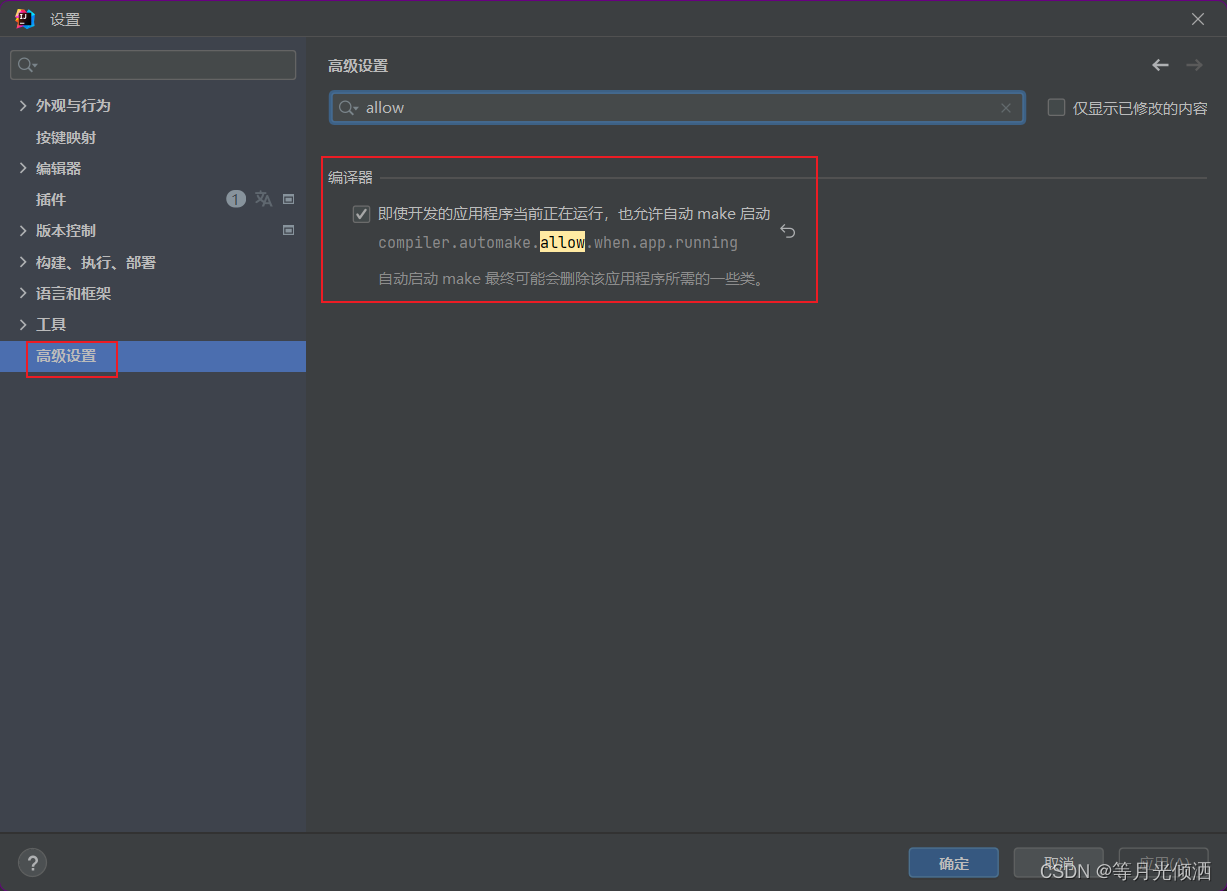 设置
高级设置
allow
仅显示已修改的内容
外观与行为
按键映射
编辑器
插件 1
版本控制
构建、执行、部署
语言和框架
工具
高级设置
编译器
即使开发的应用程序当前正在运行，也允许自动 make 启动
compiler.automake.allow.when.app.running
自动启动 make 最终可能会删除该应用程序所需的一些类。
?
确定
取消
应用(A)
CSDN @等月光倾洒